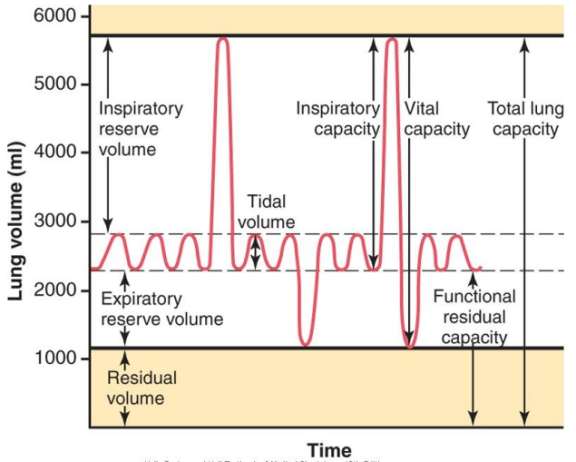 6000
5000
4000
3000
2000
1000
Lung volume (ml)
Inspiratory
reserve
volume
Tidal
volume
Inspiratory
capacity
Vital
capacity
Total lung
capacity
Expiratory
reserve volume
Functional
residual
capacity
Residual
volume
Time